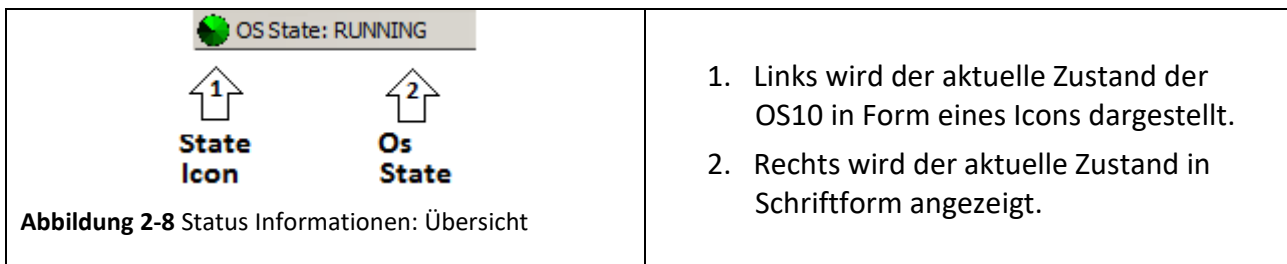 OS State: RUNNING
1 2
State Os
Icon State
Abbildung 2-8 Status Informationen: Übersicht
1. Links wird der aktuelle Zustand der
OS10 in Form eines Icons dargestellt.
2. Rechts wird der aktuelle Zustand in
Schriftform angezeigt.